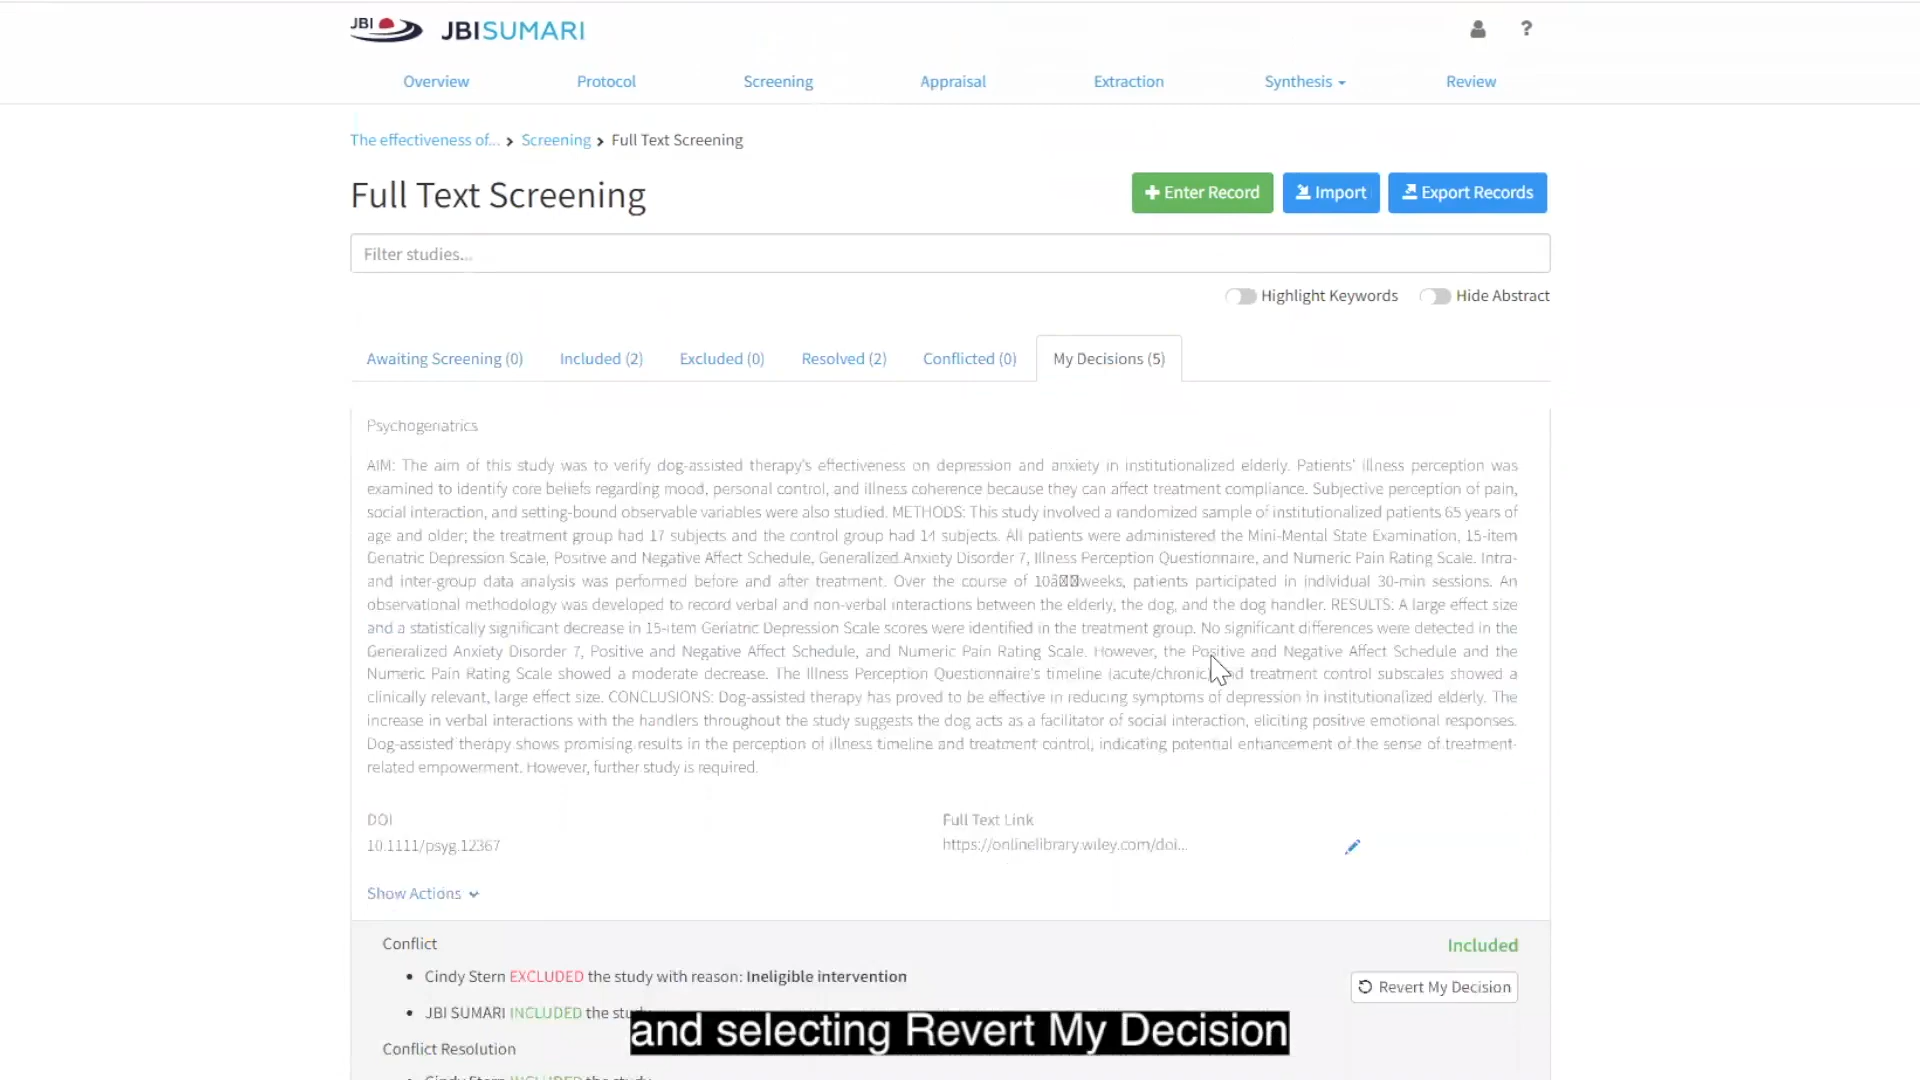 JBI JBISUMARI ?
Overview Protocol Screening Appraisal Extraction Synthesis Review
The effectiveness of... > Screening > Full Text Screening
Full Text Screening
Enter Record Import Export Records
Filter studies...
Highlight Keywords Hide Abstract
Awaiting Screening (0) Included (2) Excluded (0) Resolved (2) Conflicted (0) My Decisions (5)
Psychogeriatrics
AIM: The aim of this study was to verify dog-assisted therapy's effectiveness on depression and anxiety in institutionalized elderly. Patients' illness perception was
examined to identify core beliefs regarding mood, personal control, and illness coherence because they can affect treatment compliance. Subjective perception of pain,
social interaction, and setting-bound observable variables were also studied. METHODS: This study involved a randomized sample of institutionalized patients 65 years of
age and older; the treatment group had 17 subjects and the control group had 14 subjects. All patients were administered the Mini-Mental State Examination, 15-item
Geriatric Depression Scale, Positive and Negative Affect Schedule, Generalized Anxiety Disorder 7, Illness Perception Questionnaire, and Numeric Pain Rating Scale. Intra-
and inter-group data analysis was performed before and after treatment. Over the course of 10â weeks, patients participated in individual 30-min sessions. An
observational methodology was developed to record verbal and non-verbal interactions between the elderly, the dog, and the dog handler. RESULTS: A large effect size
and a statistically significant decrease in 15-item Geriatric Depression Scale scores were identified in the treatment group. No significant differences were detected in the
Generalized Anxiety Disorder 7, Positive and Negative Affect Schedule, and Numeric Pain Rating Scale. However, the Positive and Negative Affect Schedule and the
Numeric Pain Rating Scale showed a moderate decrease. The Illness Perception Questionnaire's timeline (acute/chronic) and treatment control subscales showed a
clinically relevant, large effect size. CONCLUSIONS: Dog-assisted therapy has proved to be effective in reducing symptoms of depression in institutionalized elderly. The
increase in verbal interactions with the handlers throughout the study suggests the dog acts as a facilitator of social interaction, eliciting positive emotional responses.
Dog-assisted therapy shows promising results in the perception of illness timeline and treatment control, indicating potential enhancement of the sense of treatment-
related empowerment. However, further study is required.
DOI Full Text Link
10.1111/psyg.12367 https://onlinelibrary.wiley.com/doi...
Show Actions
Conflict Included
Cindy Stern EXCLUDED the study with reason: Ineligible intervention
Revert My Decision
JBI SUMARI INCLUDED the study
and selecting Revert My Decision
Conflict Resolution
Cindy Stern INCLUDED the study